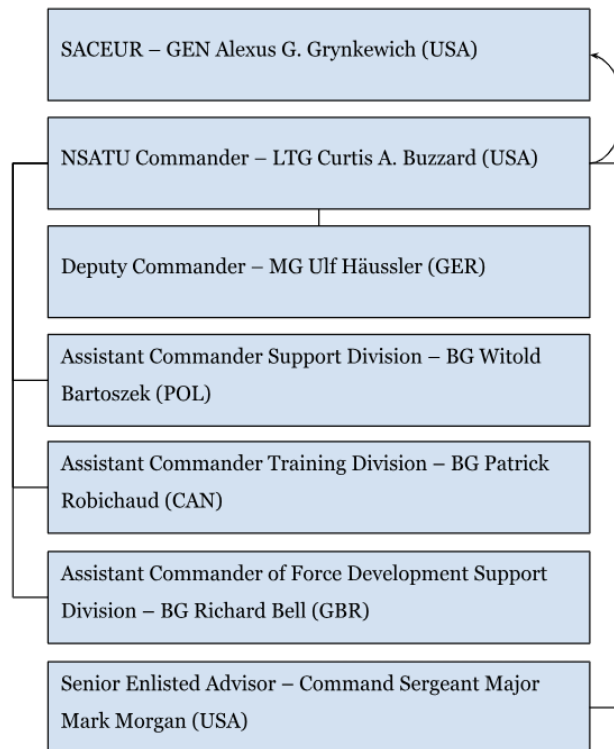 SACEUR – GEN Alexus G. Grynkewich (USA)
NSATU Commander – LTG Curtis A. Buzzard (USA)
Deputy Commander – MG Ulf Häussler (GER)
Assistant Commander Support Division – BG Witold
Bartoszek (POL)
Assistant Commander Training Division – BG Patrick
Robichaud (CAN)
Assistant Commander of Force Development Support
Division – BG Richard Bell (GBR)
Senior Enlisted Advisor – Command Sergeant Major
Mark Morgan (USA)